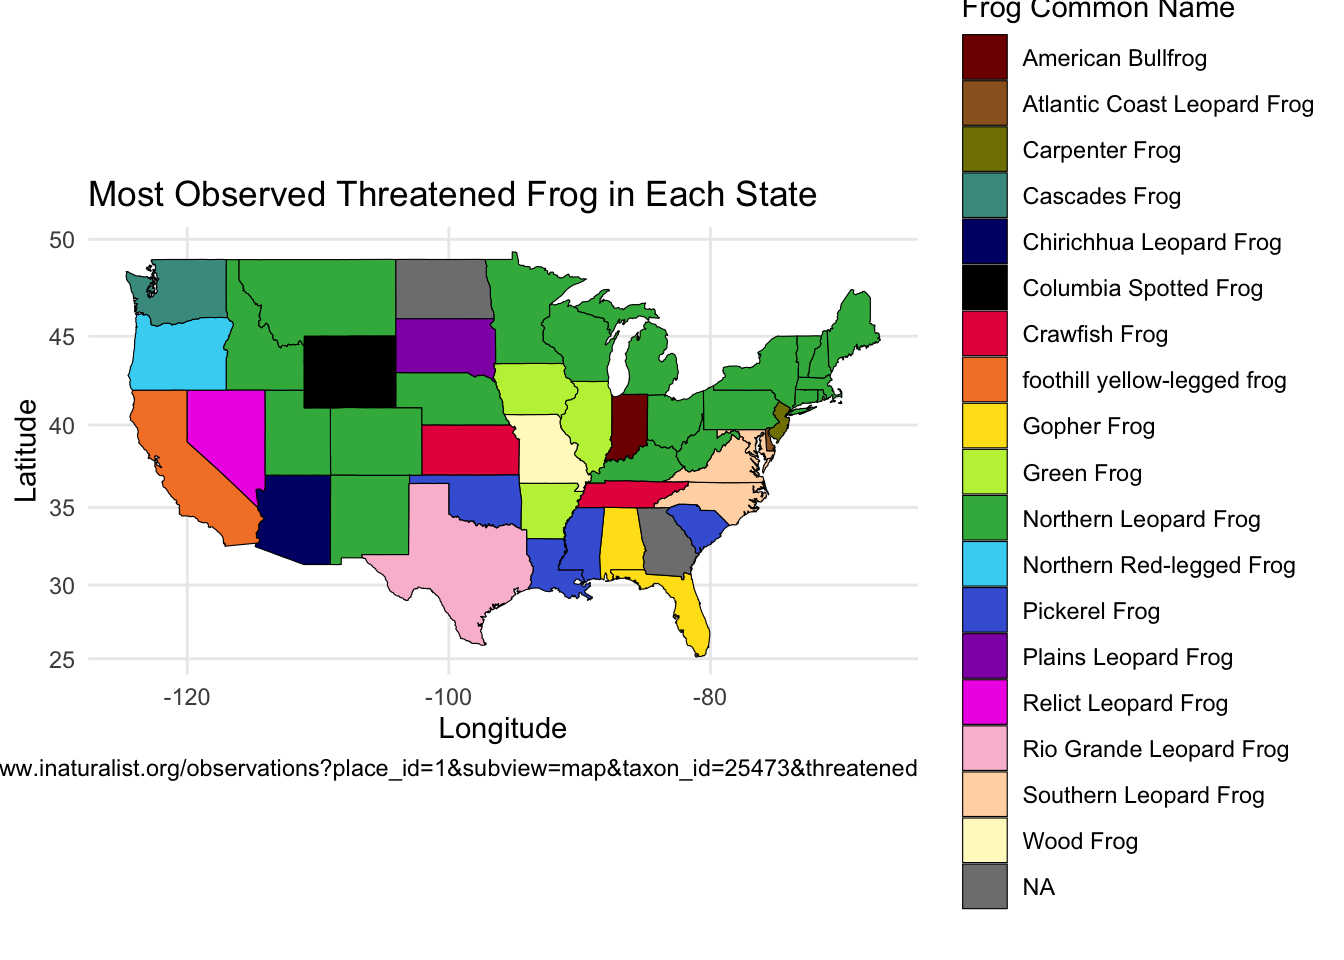 Frog Common Name
American Bullfrog
Atlantic Coast Leopard Frog
Carpenter Frog
Cascades Frog
Chirichhua Leopard Frog
Columbia Spotted Frog
Crawfish Frog
foothill yellow-legged frog
Gopher Frog
Green Frog
Northern Leopard Frog
Northern Red-legged Frog
Pickerel Frog
Plains Leopard Frog
Relict Leopard Frog
Rio Grande Leopard Frog
Southern Leopard Frog
Wood Frog
NA
Most Observed Threatened Frog in Each State
50
45
40
35
30
25
Latitude
-120
-100
-80
Longitude
ww.inaturalist.org/observations?place_id=1&subview=map&taxon_id=25473&threatened